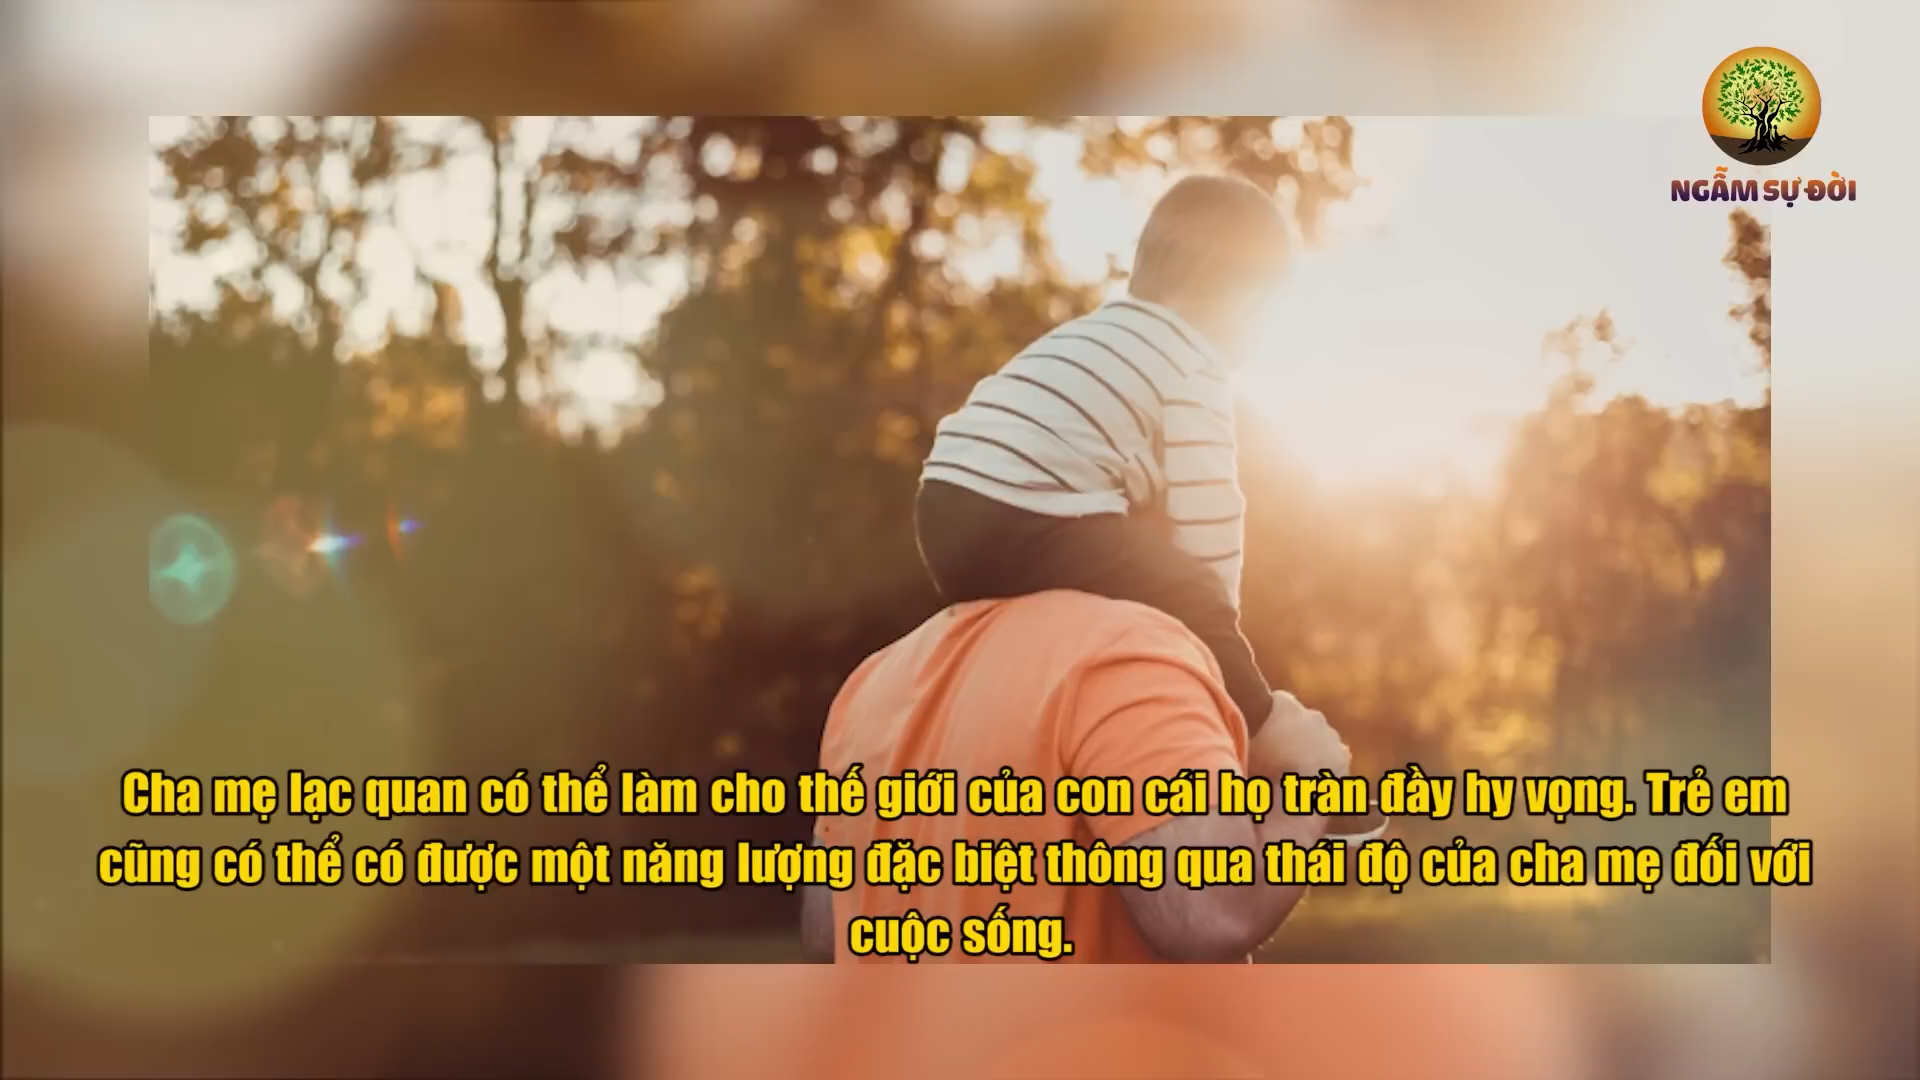 NGẪM SỰ ĐỜI
Cha mẹ lạc quan có thể làm cho thế giới của con cái họ tràn đầy hy vọng. Trẻ em
cũng có thể có được một năng lượng đặc biệt thông qua thái độ của cha mẹ đối với
cuộc sống.